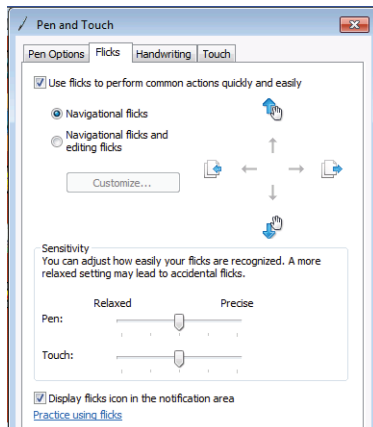 Pen and Touch
Pen Options Flicks Handwriting Touch
Use flicks to perform common actions quickly and easily
Navigational flicks
Navigational flicks and
editing flicks
Customize...
Sensitivity
You can adjust how easily your flicks are recognized. A more
relaxed setting may lead to accidental flicks.
Relaxed Precise
Pen:
Touch:
Display flicks icon in the notification area
Practice using flicks